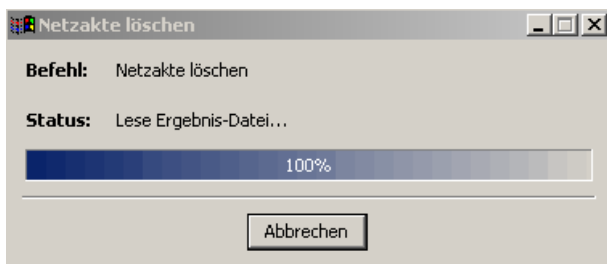 Netzakte löschen
Befehl: Netzakte löschen
Status: Lese Ergebnis-Datei...
100%
Abbrechen